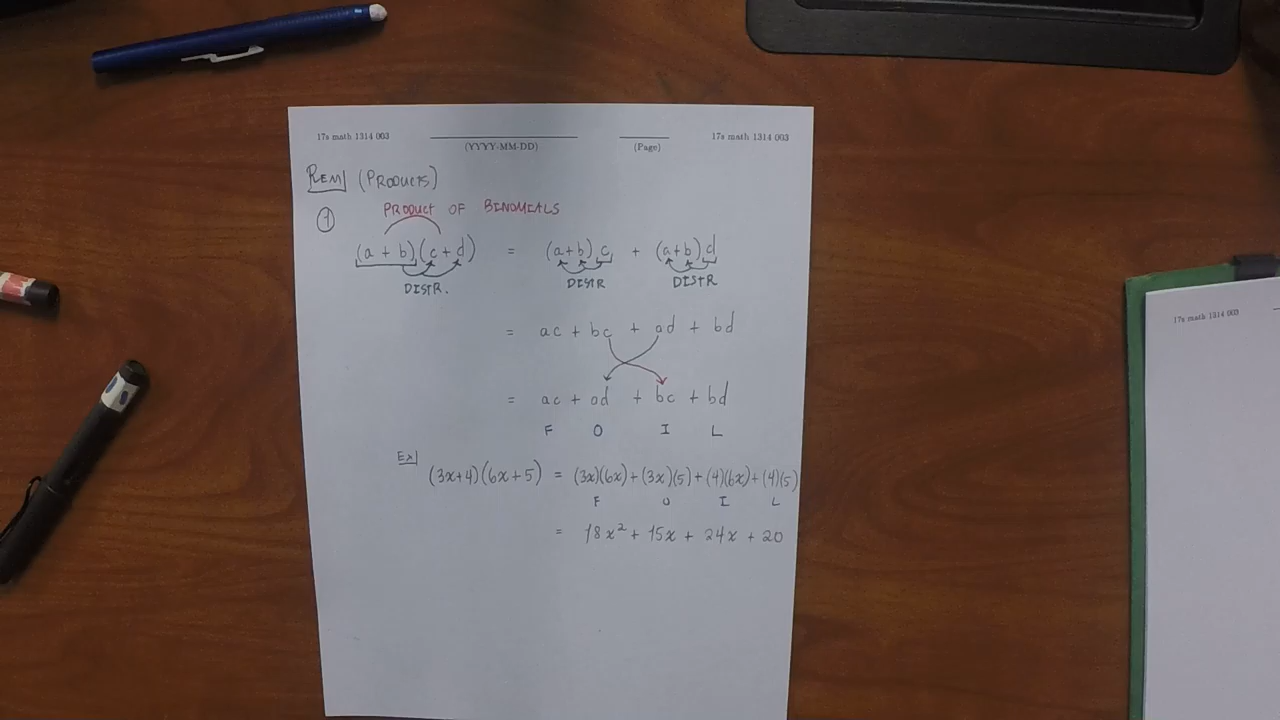 17s math 1314 003 (YYYY-MM-DD) (Page) 17s math 1314 003
REM (PRODUCTS)
1 PRODUCT OF BINOMIALS
(a + b)(c + d) = (a+b)c + (a+b)d
DISTR. DISTR DISTR
= ac + bc + ad + bd
= ac + ad + bc + bd
F O I L
Ex
(3x+4)(6x+5) = (3x)(6x)+(3x)(5)+(4)(6x)+(4)(5)
F O I L
= 18x² + 15x + 24x + 20
17s math 1314 003